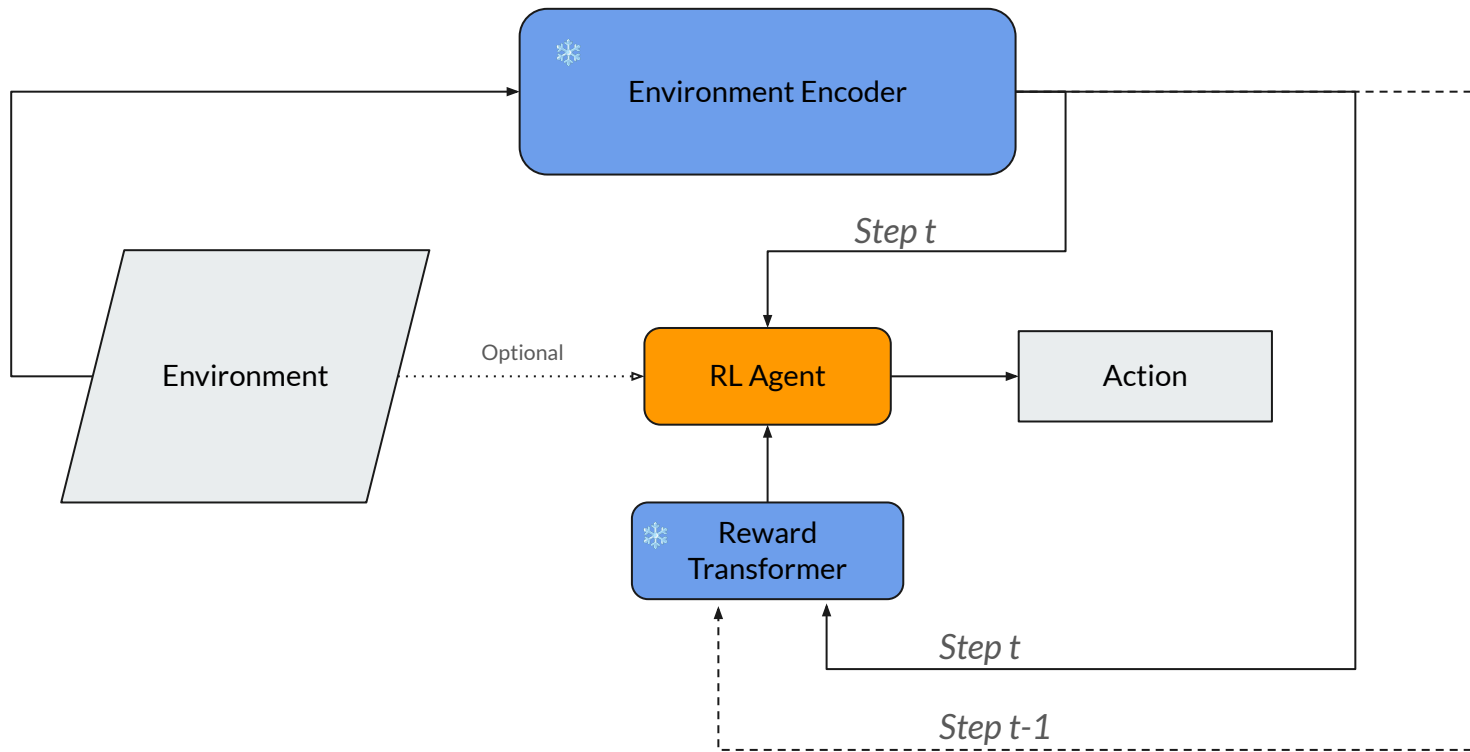 Environment Encoder
Step t
Environment
Optional
RL Agent
Action
Reward
Transformer
Step t
Step t-1